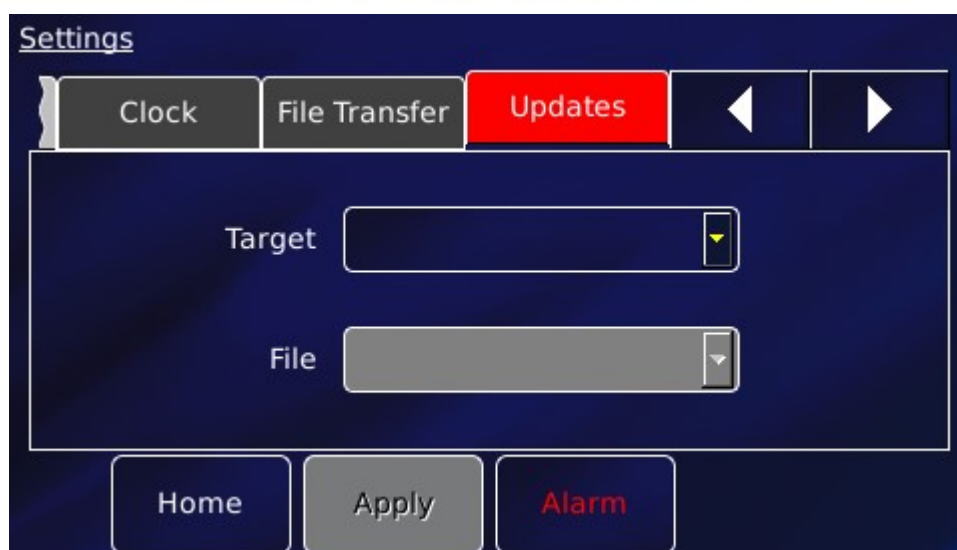 Settings
Clock File Transfer Updates
Target
File
Home Apply Alarm